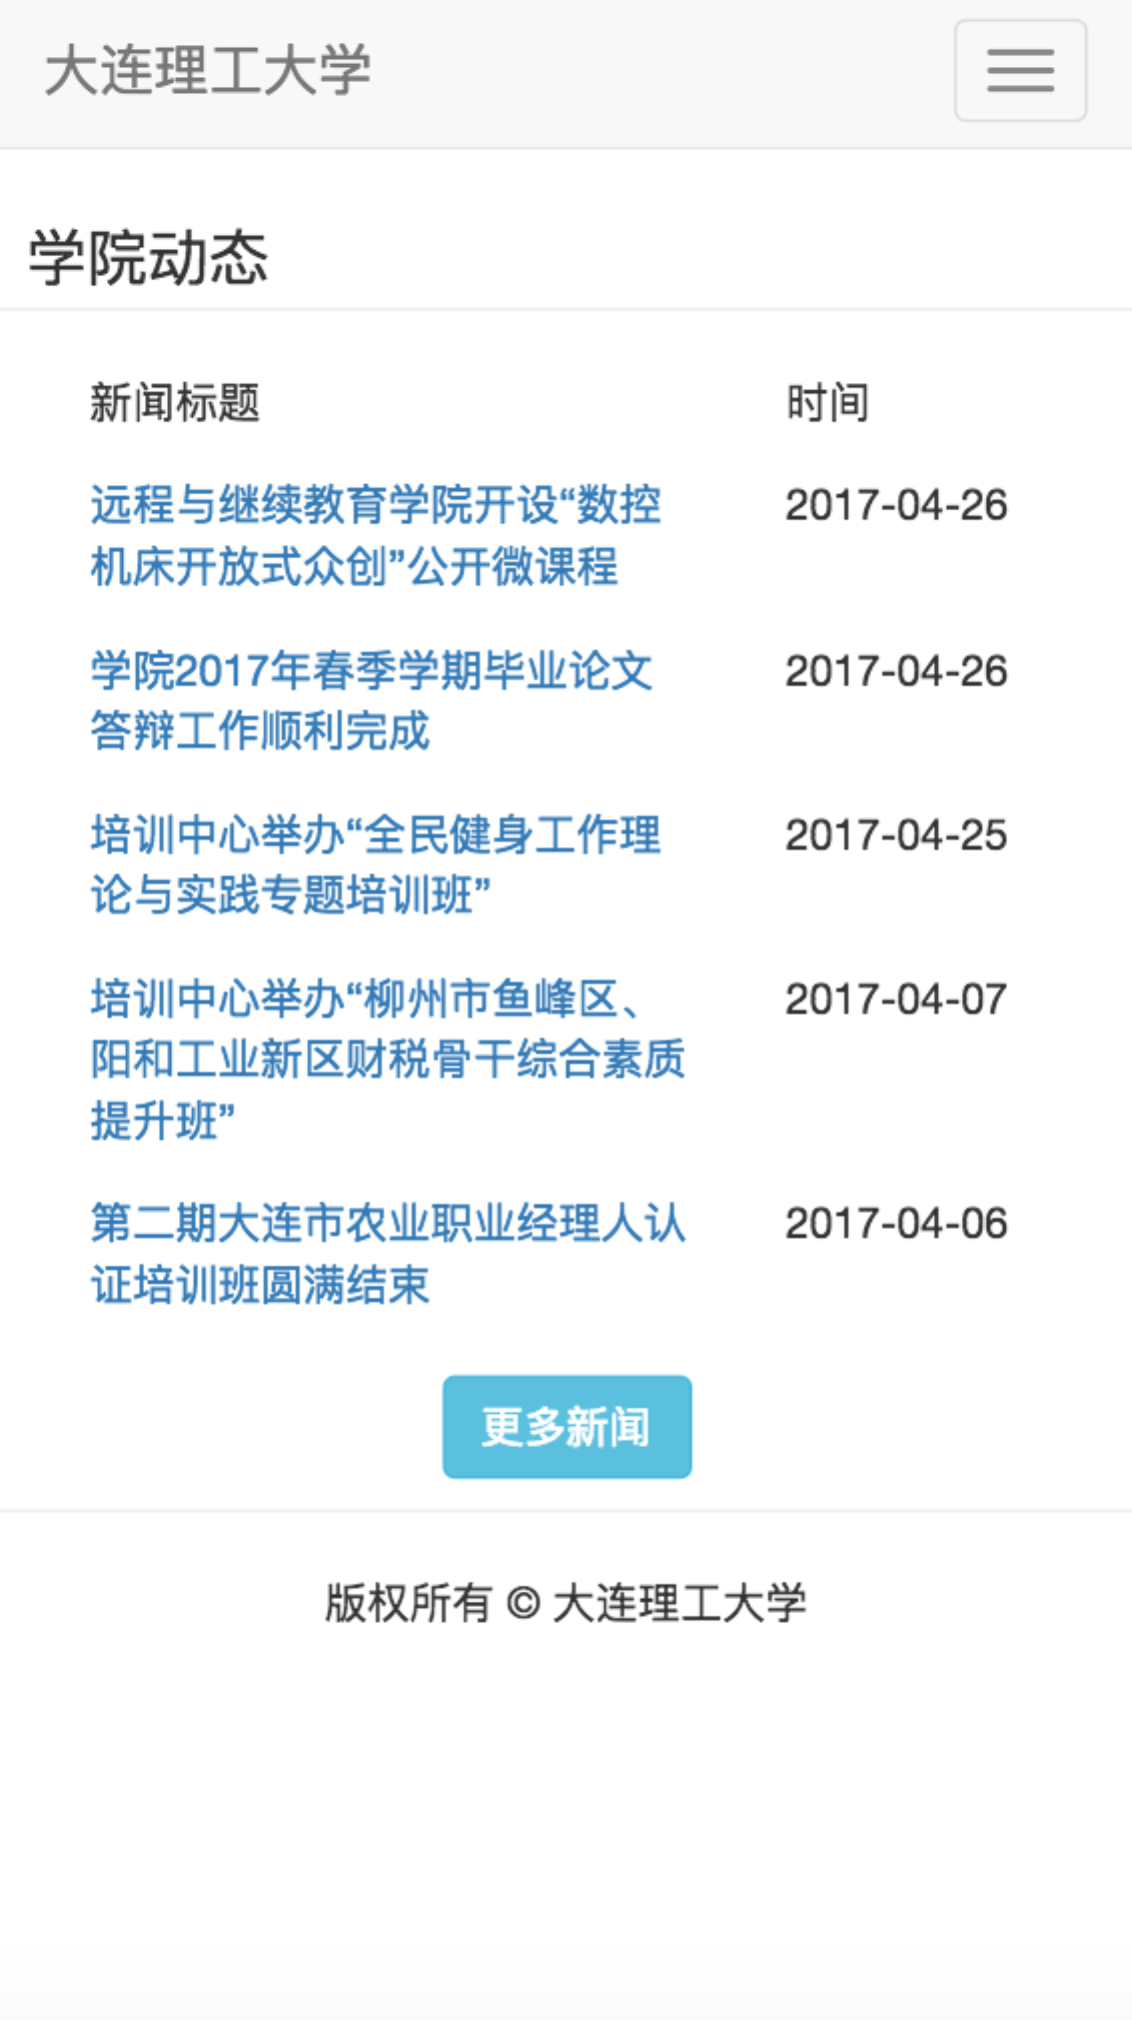 大连理工大学
学院动态
新闻标题 时间
远程与继续教育学院开设“数控 2017-04-26
机床开放式众创”公开微课程
学院2017年春季学期毕业论文 2017-04-26
答辩工作顺利完成
培训中心举办“全民健身工作理 2017-04-25
论与实践专题培训班”
培训中心举办“柳州市鱼峰区、 2017-04-07
阳和工业新区财税骨干综合素质
提升班”
第二期大连市农业职业经理人认 2017-04-06
证培训班圆满结束
更多新闻
版权所有 © 大连理工大学